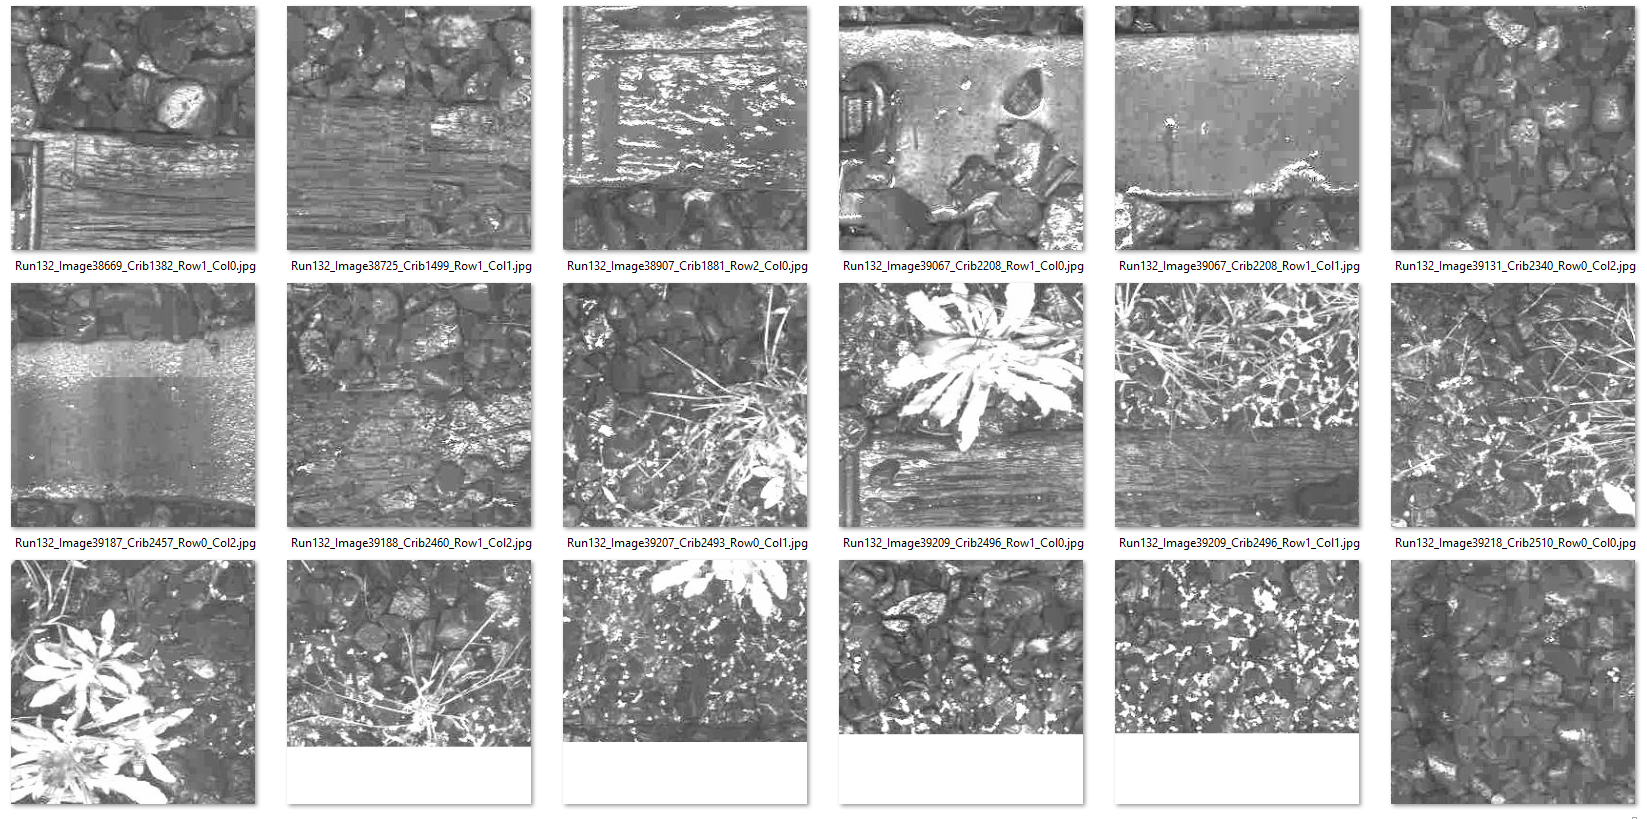 Run132_Image38669_Crib1382_Row1_Col0.jpg
Run132_Image38725_Crib1499_Row1_Col1.jpg
Run132_Image38907_Crib1881_Row2_Col0.jpg
Run132_Image39067_Crib2208_Row1_Col0.jpg
Run132_Image39067_Crib2208_Row1_Col1.jpg
Run132_Image39131_Crib2340_Row0_Col2.jpg
Run132_Image39187_Crib2457_Row0_Col2.jpg
Run132_Image39188_Crib2460_Row1_Col2.jpg
Run132_Image39207_Crib2493_Row0_Col1.jpg
Run132_Image39209_Crib2496_Row1_Col0.jpg
Run132_Image39209_Crib2496_Row1_Col1.jpg
Run132_Image39218_Crib2510_Row0_Col0.jpg